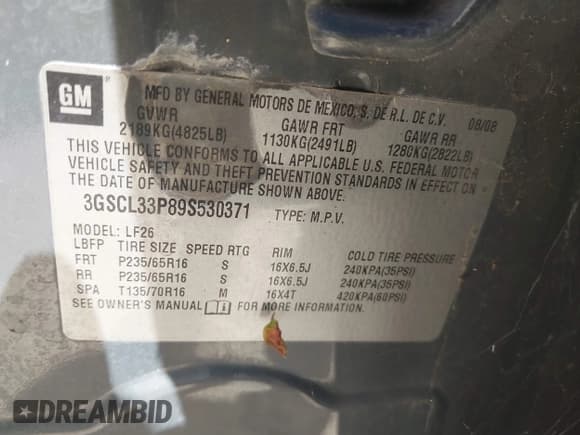 GM
MFD BY GENERAL MOTORS DE MEXICO, S. DE R.L. DE C.V. 08/08
GVWR GAWR FRT GAWR RR
2189KG(4825LB) 1130KG(2491LB) 1280KG(2822LB)
THIS VEHICLE CONFORMS TO ALL APPLICABLE U.S. FEDERAL MOTOR
VEHICLE SAFETY AND THEFT PREVENTION STANDARDS IN EFFECT ON
THE DATE OF MANUFACTURE SHOWN ABOVE.
3GSCL33P89S530371 TYPE: M.P.V.
MODEL: LF26
LBFP TIRE SIZE SPEED RTG RIM COLD TIRE PRESSURE
FRT P235/65R16 S 16X6.5J 240KPA(35PSI)
RR P235/65R16 S 16X6.5J 240KPA(35PSI)
SPA T135/70R16 M 16X4T 420KPA(60PSI)
SEE OWNER'S MANUAL FOR MORE INFORMATION.
DREAMBID